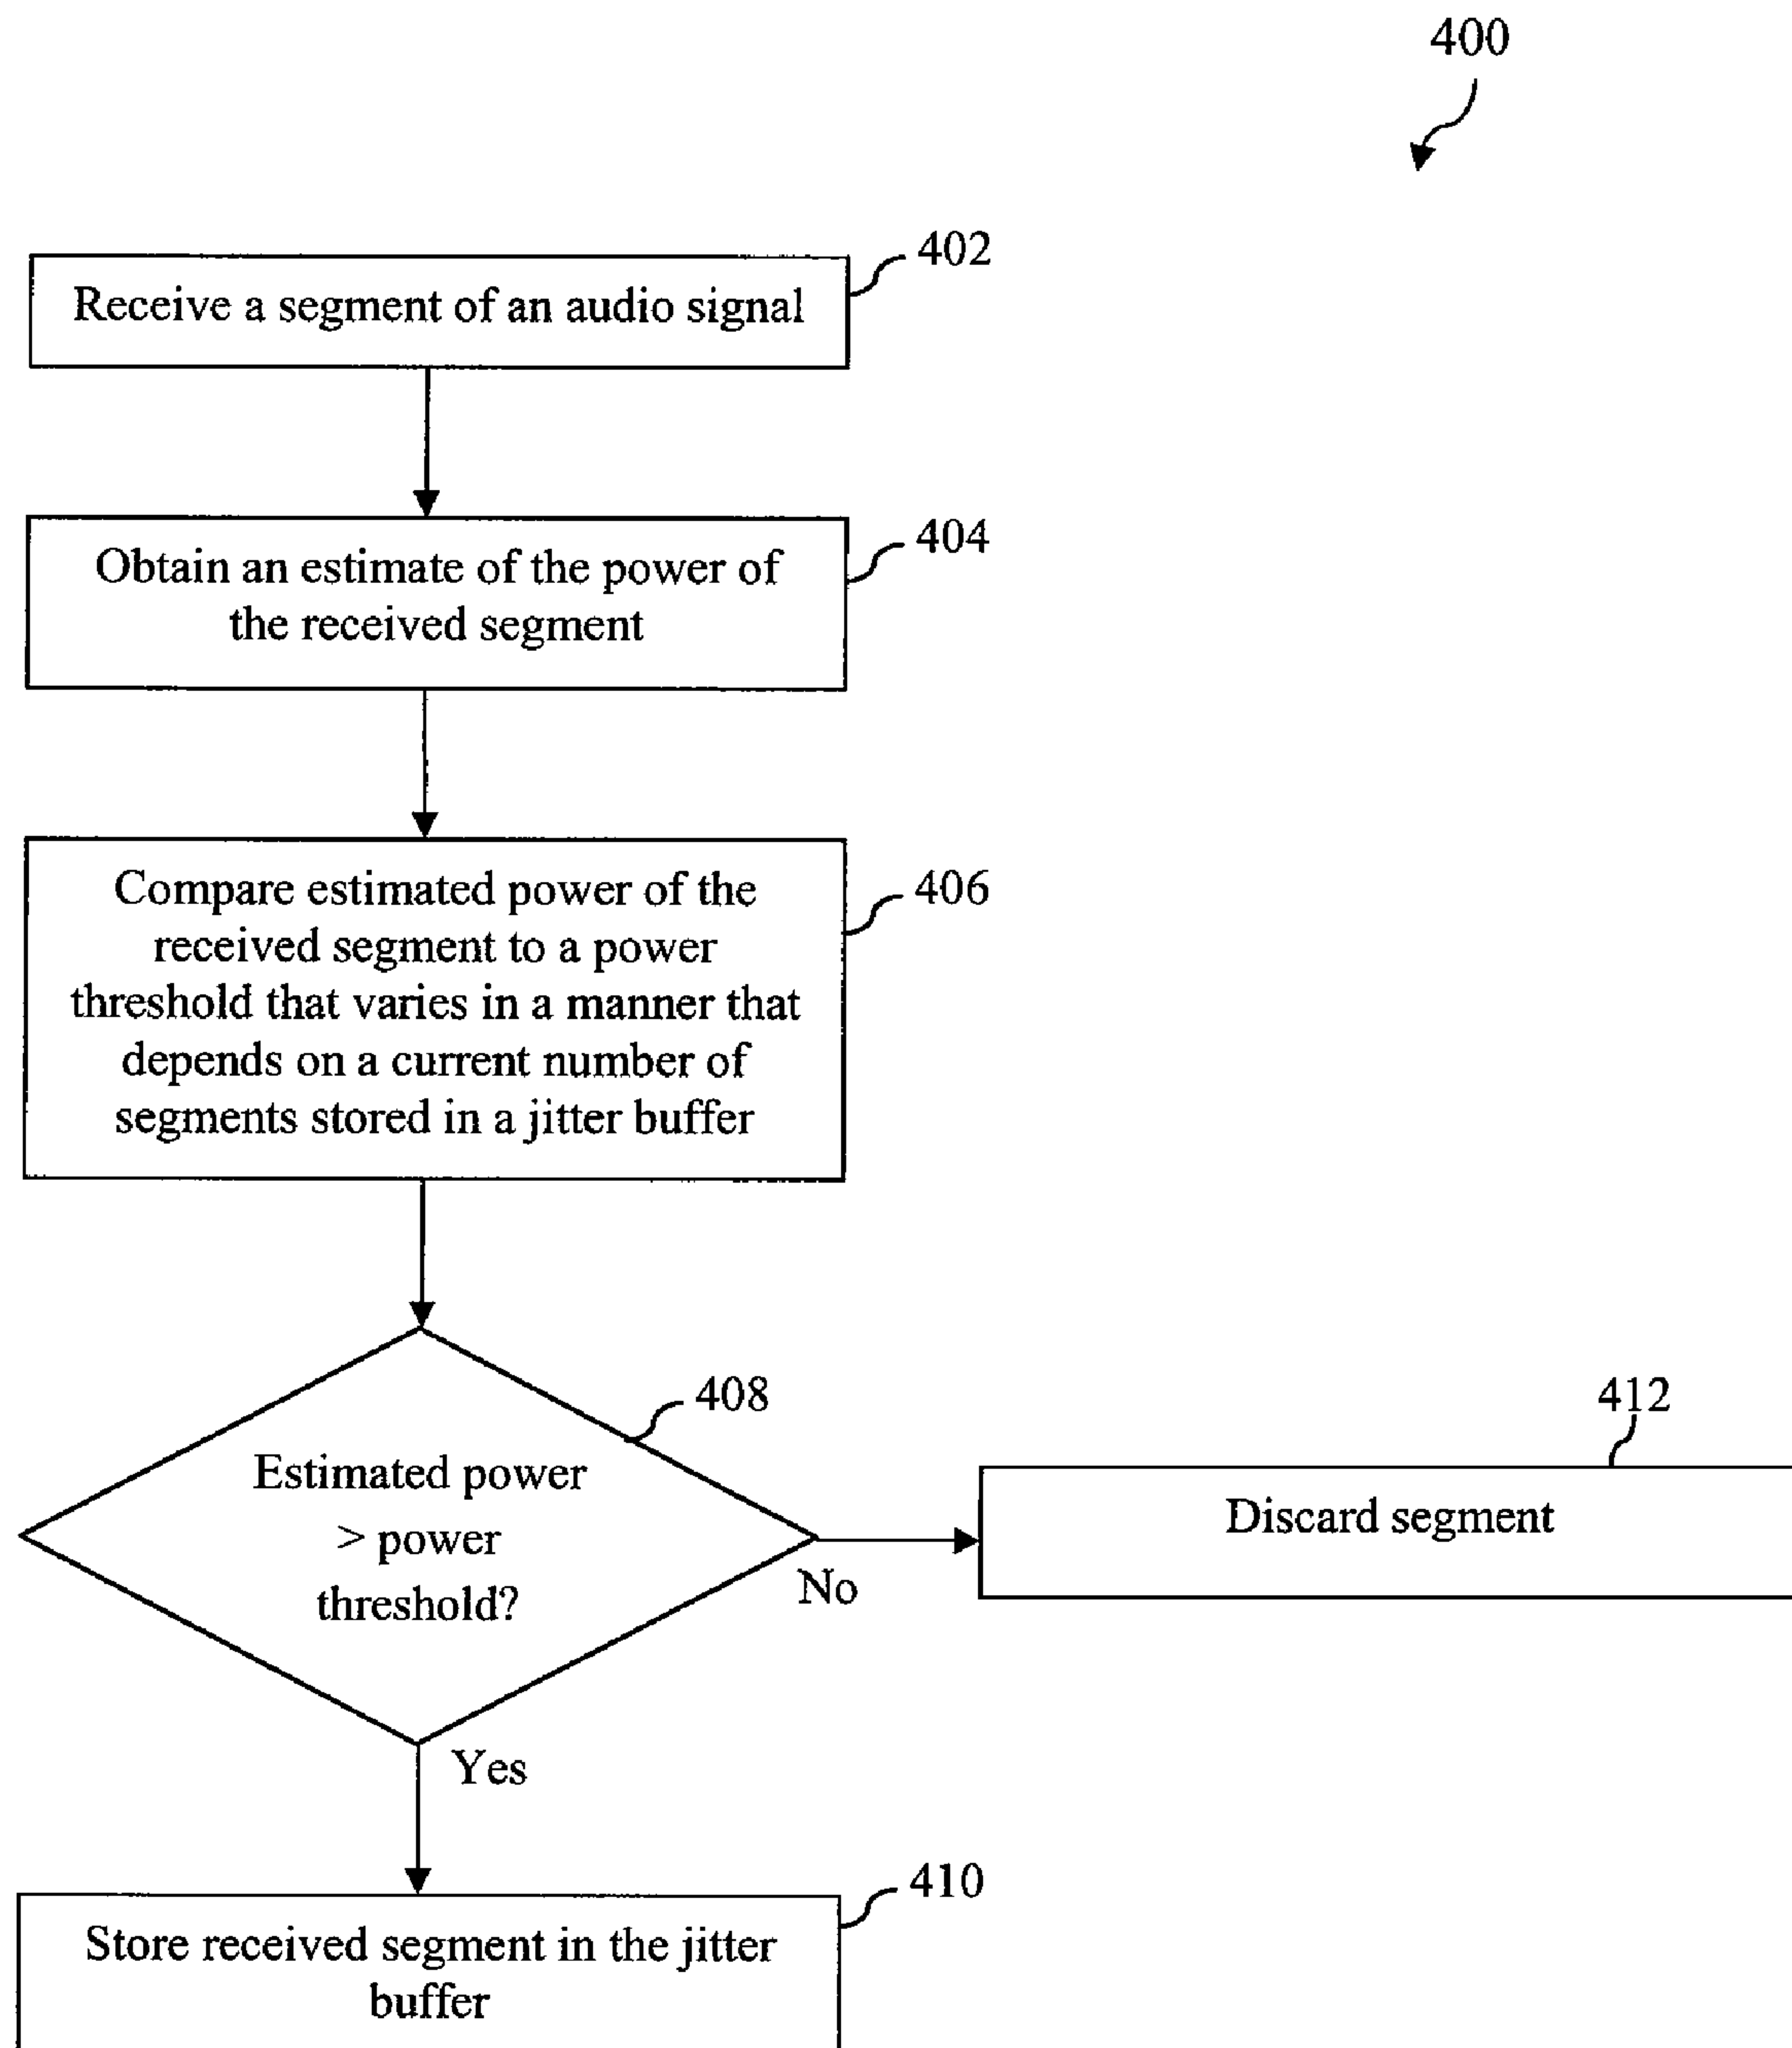 400
402
Receive a segment of an audio signal
404
Obtain an estimate of the power of
the received segment
406
Compare estimated power of the
received segment to a power
threshold that varies in a manner that
depends on a current number of
segments stored in a jitter buffer
408
Estimated power
> power
threshold?
412
Discard segment
No
Yes
410
Store received segment in the jitter
buffer